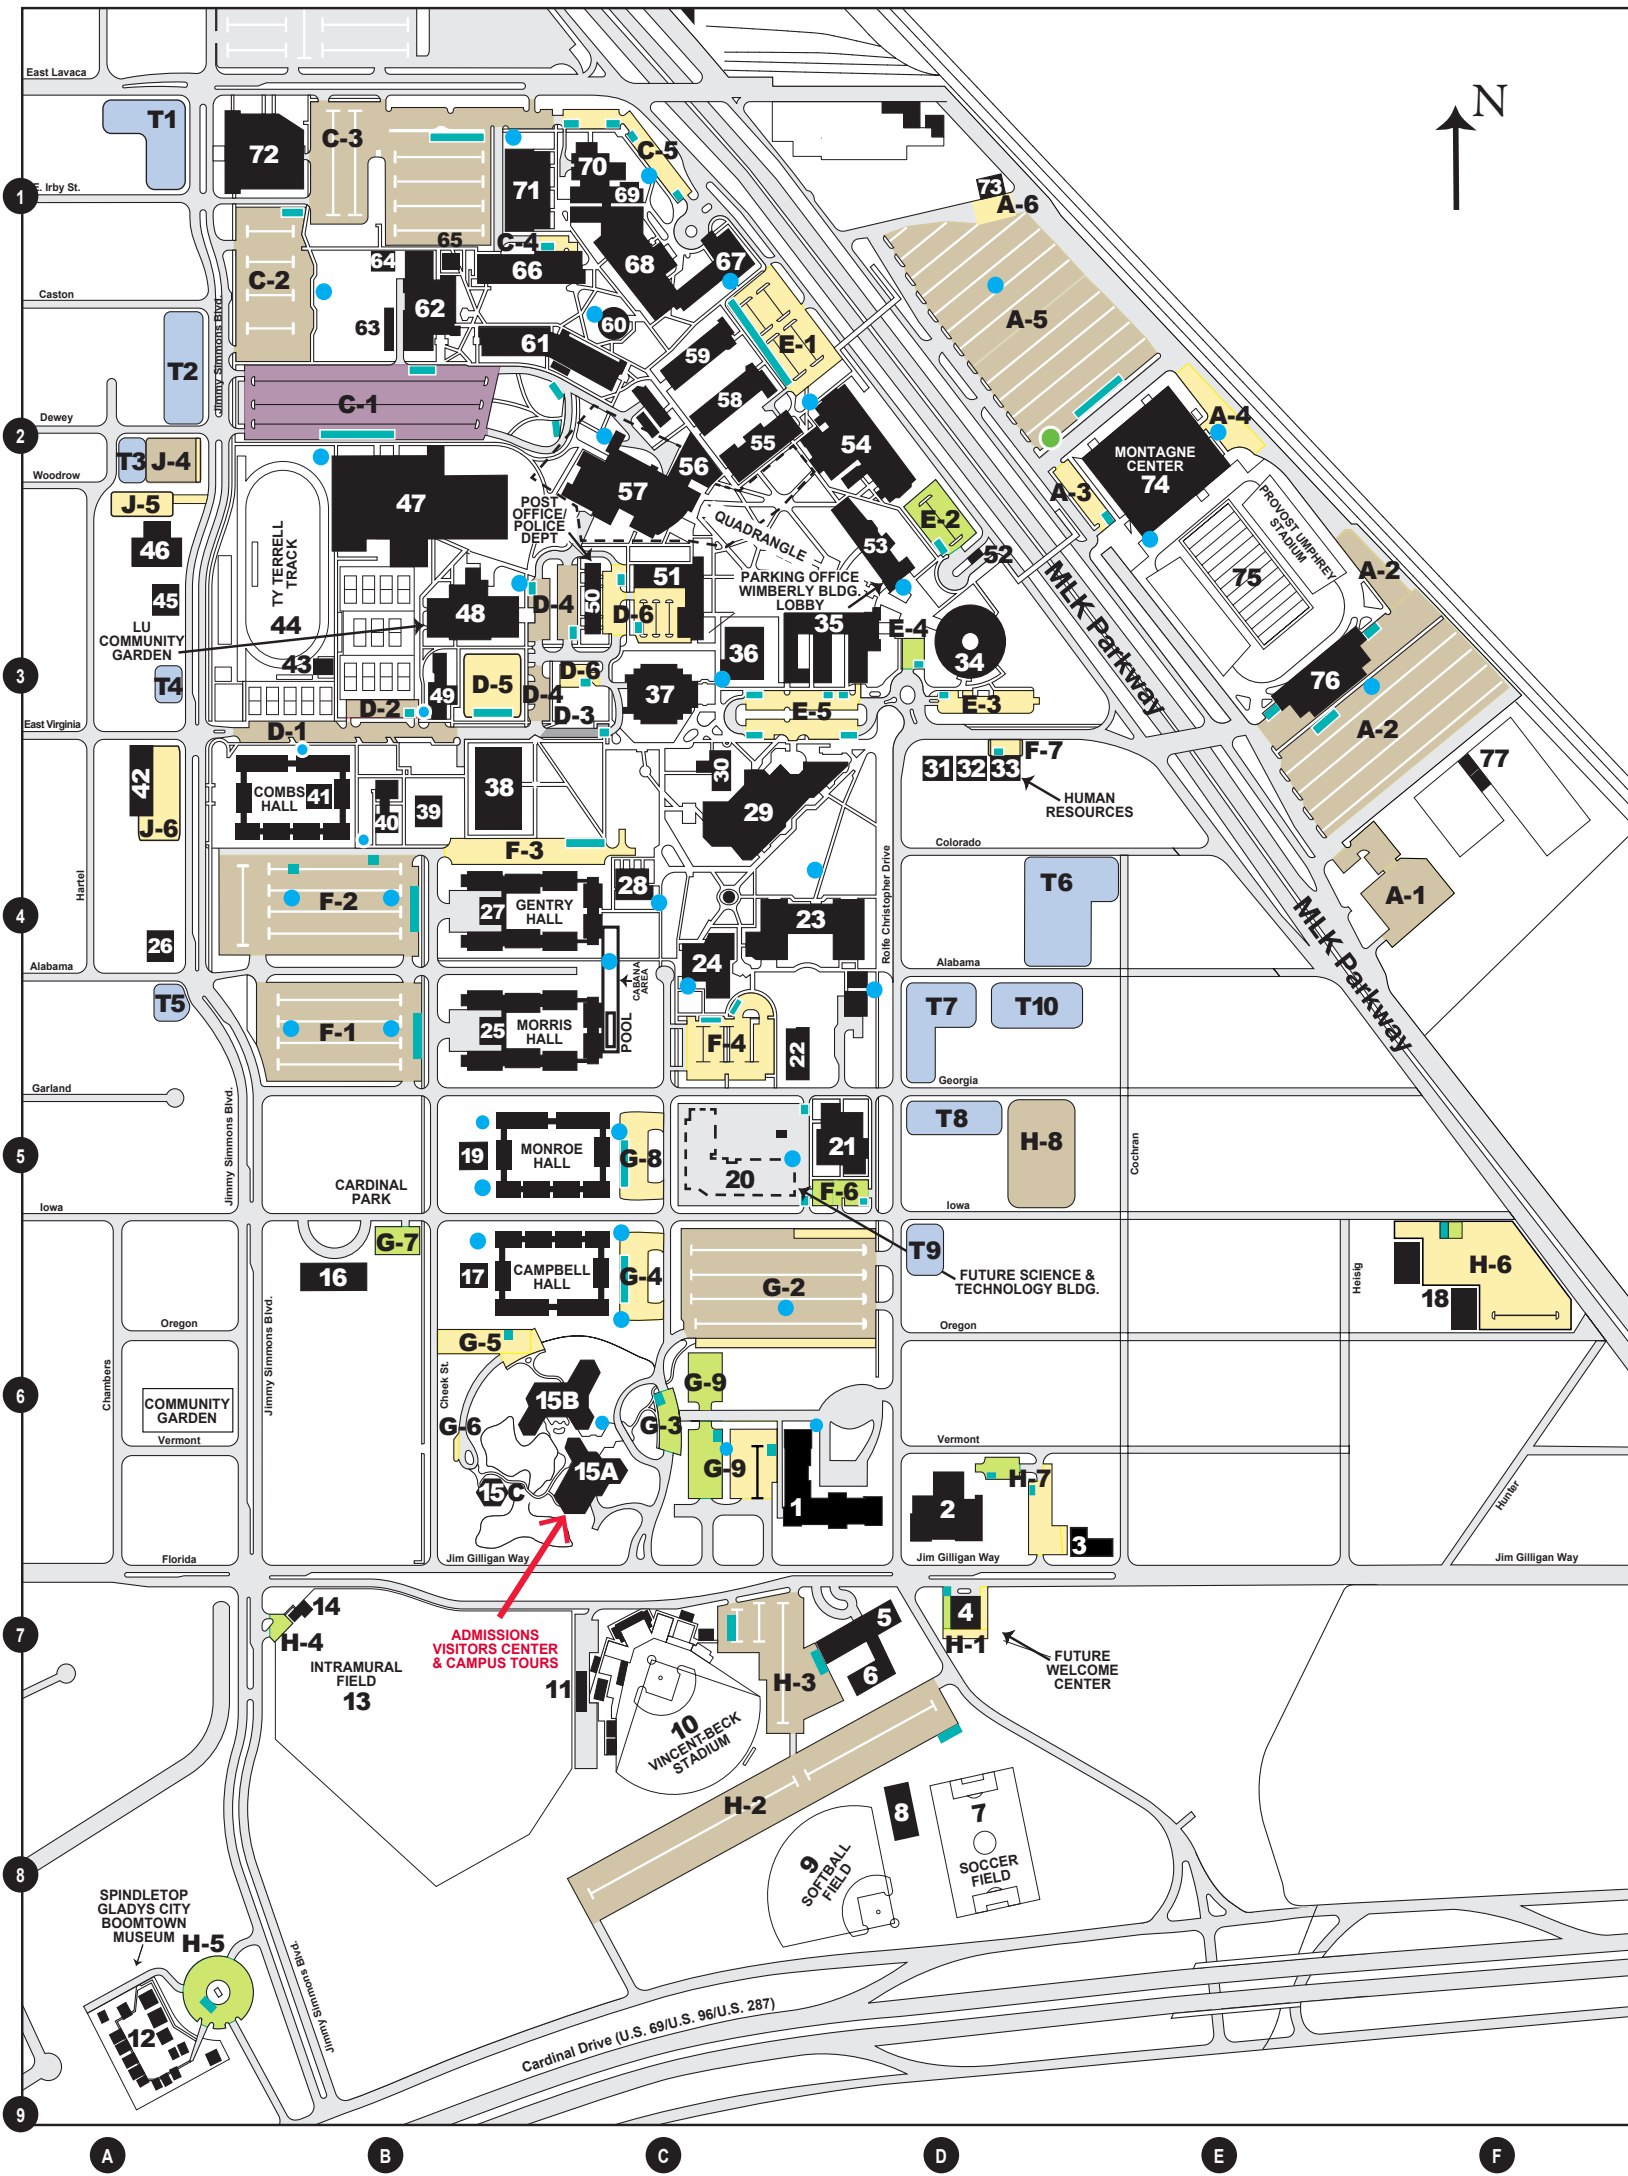 N
East Lavaca
T1
72
C-3
C-5
70
71
69
E. Irby St.
1
73
A-6
C-4
65
64
66
68
67
C-2
62
Caston
63
60
A-5
61
59
E-1
Jimmy Simmons Blvd.
T2
C-1
58
A-4
Dewey
2
55
54
MONTAGNE
CENTER
74
T3
J-4
Woodrow
56
57
47
A-3
J-5
POST
OFFICE/
POLICE
DEPT
QUADRANGLE
E-2
PROVOST UMPHREY
STADIUM
46
TY TERRELL
TRACK
53
52
75
A-2
51
PARKING OFFICE
WIMBERLY BLDG.
LOBBY
MLK Parkway
45
50
D-4
D-6
48
LU
COMMUNITY
GARDEN
44
35
E-4
36
34
43
3
T4
D-6
37
76
49
D-5
D-4
D-2
D-3
E-5
E-3
A-2
East Virginia
D-1
F-7
30
77
42
31
32
33
COMBS
HALL
41
38
HUMAN
RESOURCES
40
39
29
J-6
F-3
Colorado
Hartel
28
T6
Rolfe Christopher Drive
27
GENTRY
HALL
F-2
A-1
4
23
26
24
MLK Parkway
Alabama
Alabama
CABANA
AREA
T5
T7
T10
F-1
25
MORRIS
HALL
POOL
F-4
22
Garland
Georgia
Jimmy Simmons Blvd.
T8
H-8
Cochran
5
19
MONROE
HALL
G-8
21
20
F-6
CARDINAL
PARK
Iowa
Iowa
G-7
T9
16
17
CAMPBELL
HALL
G-4
G-2
FUTURE SCIENCE &
TECHNOLOGY BLDG.
H-6
Heisig
18
Oregon
Oregon
Jimmy Simmons Blvd.
G-5
Chambers
Cheek St.
6
COMMUNITY
GARDEN
15B
G-9
G-3
G-6
Vermont
Vermont
15A
G-9
H-7
15C
1
2
3
Hunter
Florida
Jim Gilligan Way
Jim Gilligan Way
Jim Gilligan Way
14
4
5
7
H-4
H-1
ADMISSIONS
VISITORS CENTER
& CAMPUS TOURS
INTRAMURAL
FIELD
13
FUTURE
WELCOME
CENTER
6
H-3
11
10
VINCENT-BECK
STADIUM
H-2
8
7
9
SOFTBALL
FIELD
SOCCER
FIELD
8
SPINDLETOP
GLADYS CITY
BOOMTOWN
MUSEUM
H-5
Jimmy Simmons Blvd.
12
Cardinal Drive (U.S. 69/U.S. 96/U.S. 287)
9
A
B
C
D
E
F